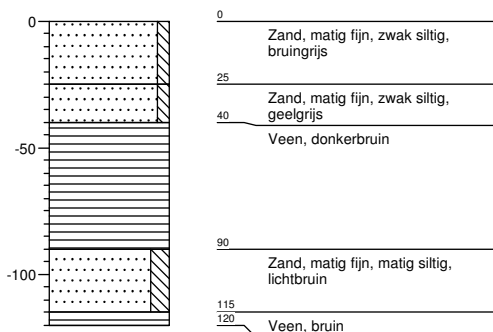 0
-50
-100
0
Zand, matig fijn, zwak siltig,
bruingrijs
25
Zand, matig fijn, zwak siltig,
geelgrijs
40
Veen, donkerbruin
90
Zand, matig fijn, matig siltig,
lichtbruin
115
120
Veen, bruin